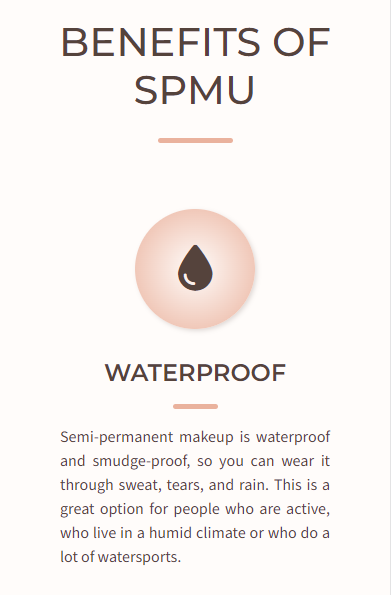 BENEFITS OF
SPMU
WATERPROOF
Semi-permanent makeup is waterproof
and smudge-proof, so you can wear it
through sweat, tears, and rain. This is a
great option for people who are active,
who live in a humid climate or who do a
lot of watersports.